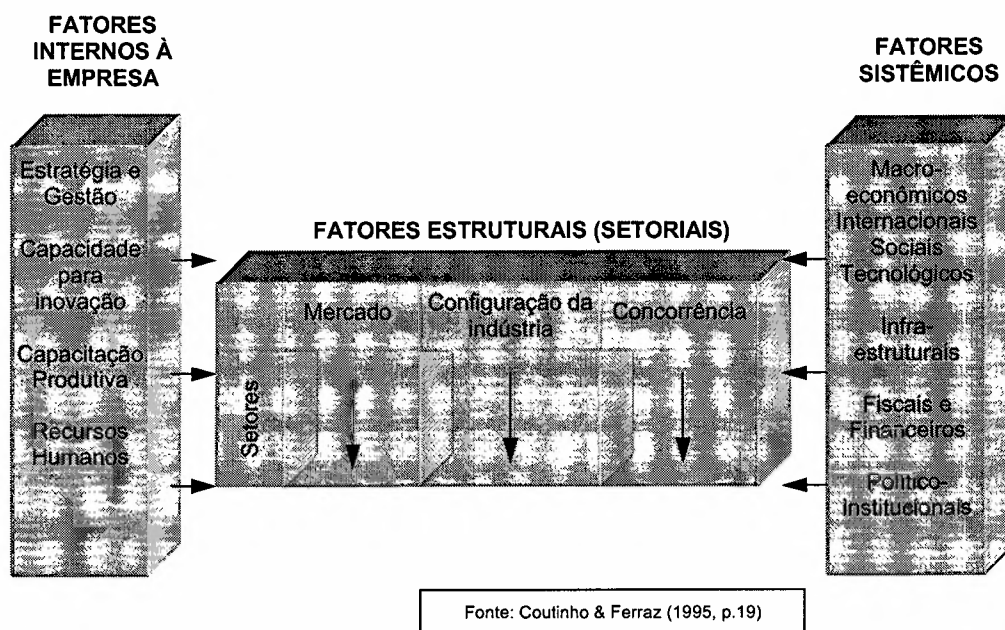 FATORES
INTERNOS À
EMPRESA
Estratégia e
Gestão
Capacidade
para
inovação
Capacitação
Produtiva
Recursos
Humanos
FATORES ESTRUTURAIS (SETORIAIS)
Mercado
Configuração da
indústria
Concorrência
Setores
FATORES
SISTÊMICOS
Macro-
econômicos
Internacionais
Sociais
Tecnológicos
Infra-
estruturais
Fiscais e
Financeiros
Político-
institucionais
Fonte: Coutinho & Ferraz (1995, p.19)